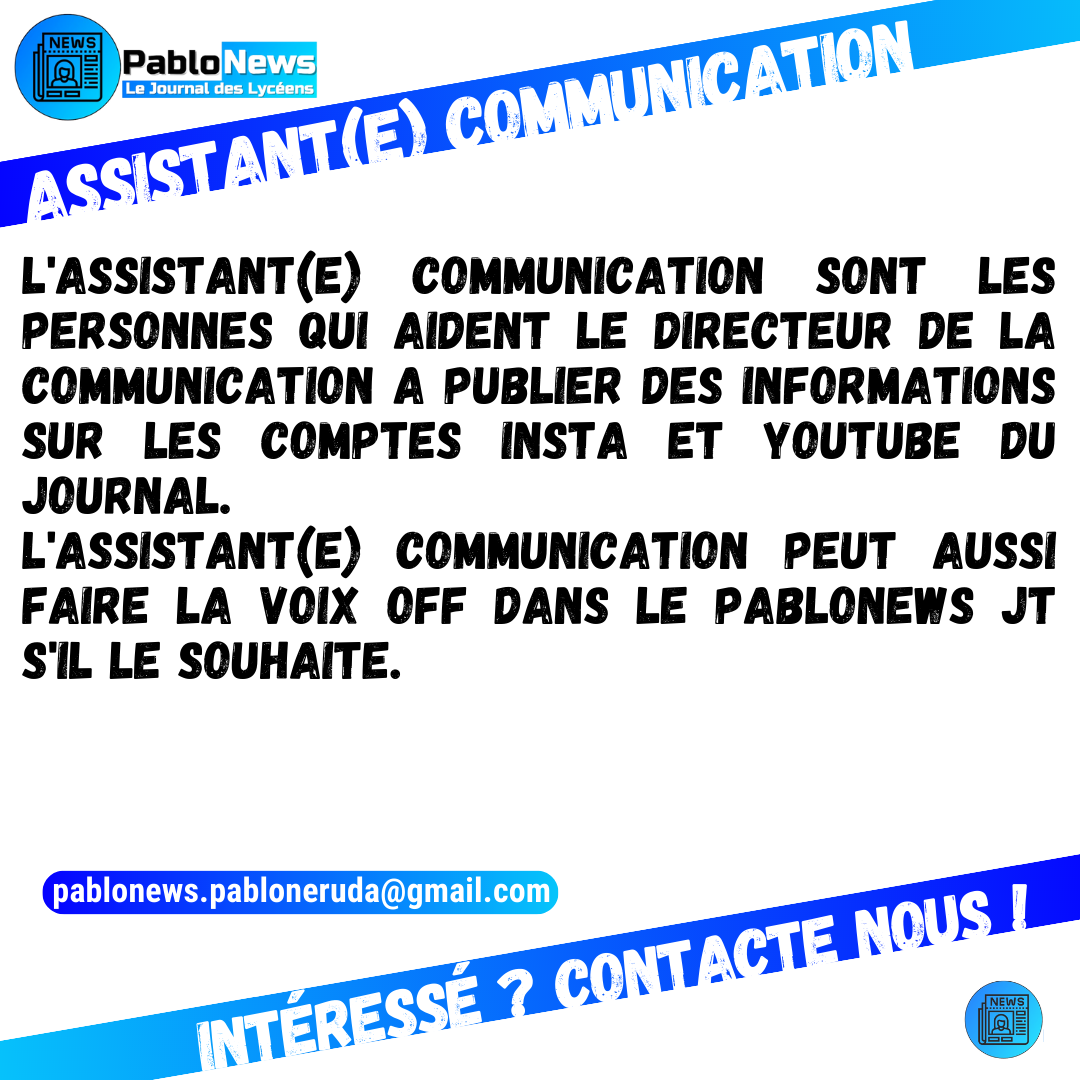 NEWS
PabloNews
Le Journal des Lycéens
ASSISTANT(E) COMMUNICATION
L'ASSISTANT(E) COMMUNICATION SONT LES
PERSONNES QUI AIDENT LE DIRECTEUR DE LA
COMMUNICATION A PUBLIER DES INFORMATIONS
SUR LES COMPTES INSTA ET YOUTUBE DU
JOURNAL.
L'ASSISTANT(E) COMMUNICATION PEUT AUSSI
FAIRE LA VOIX OFF DANS LE PABLONEWS JT
S'IL LE SOUHAITE.
pablonews.pabloneruda@gmail.com
INTÉRESSÉ ? CONTACTE NOUS !
NEWS